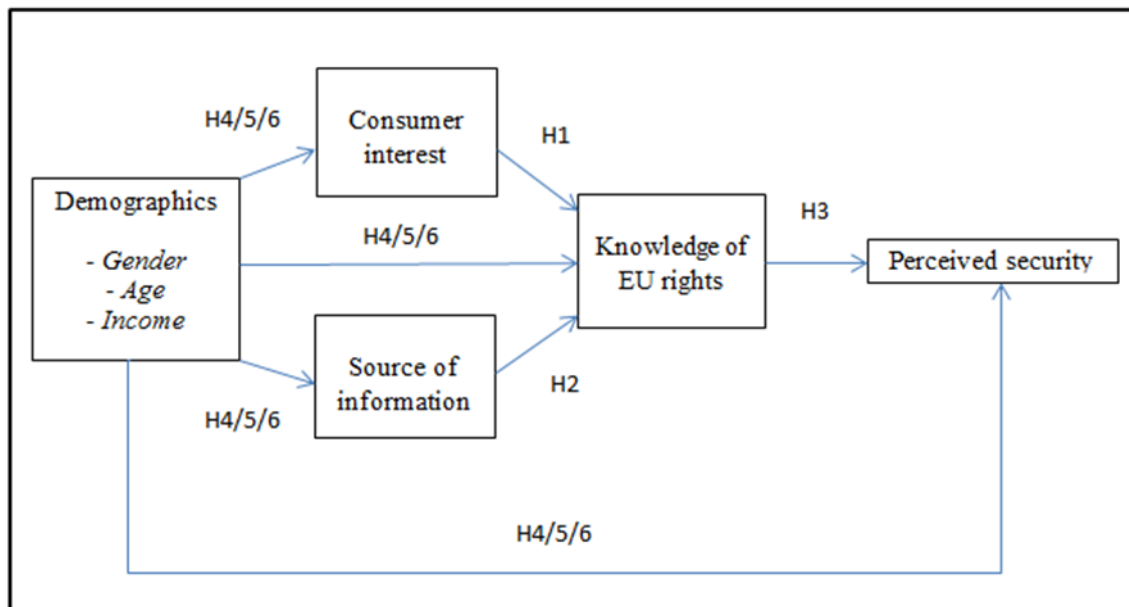 H4/5/6
Consumer
interest
H1
Demographics
- Gender
- Age
- Income
H4/5/6
Knowledge of
EU rights
H3
Perceived security
Source of
information
H4/5/6
H2
H4/5/6